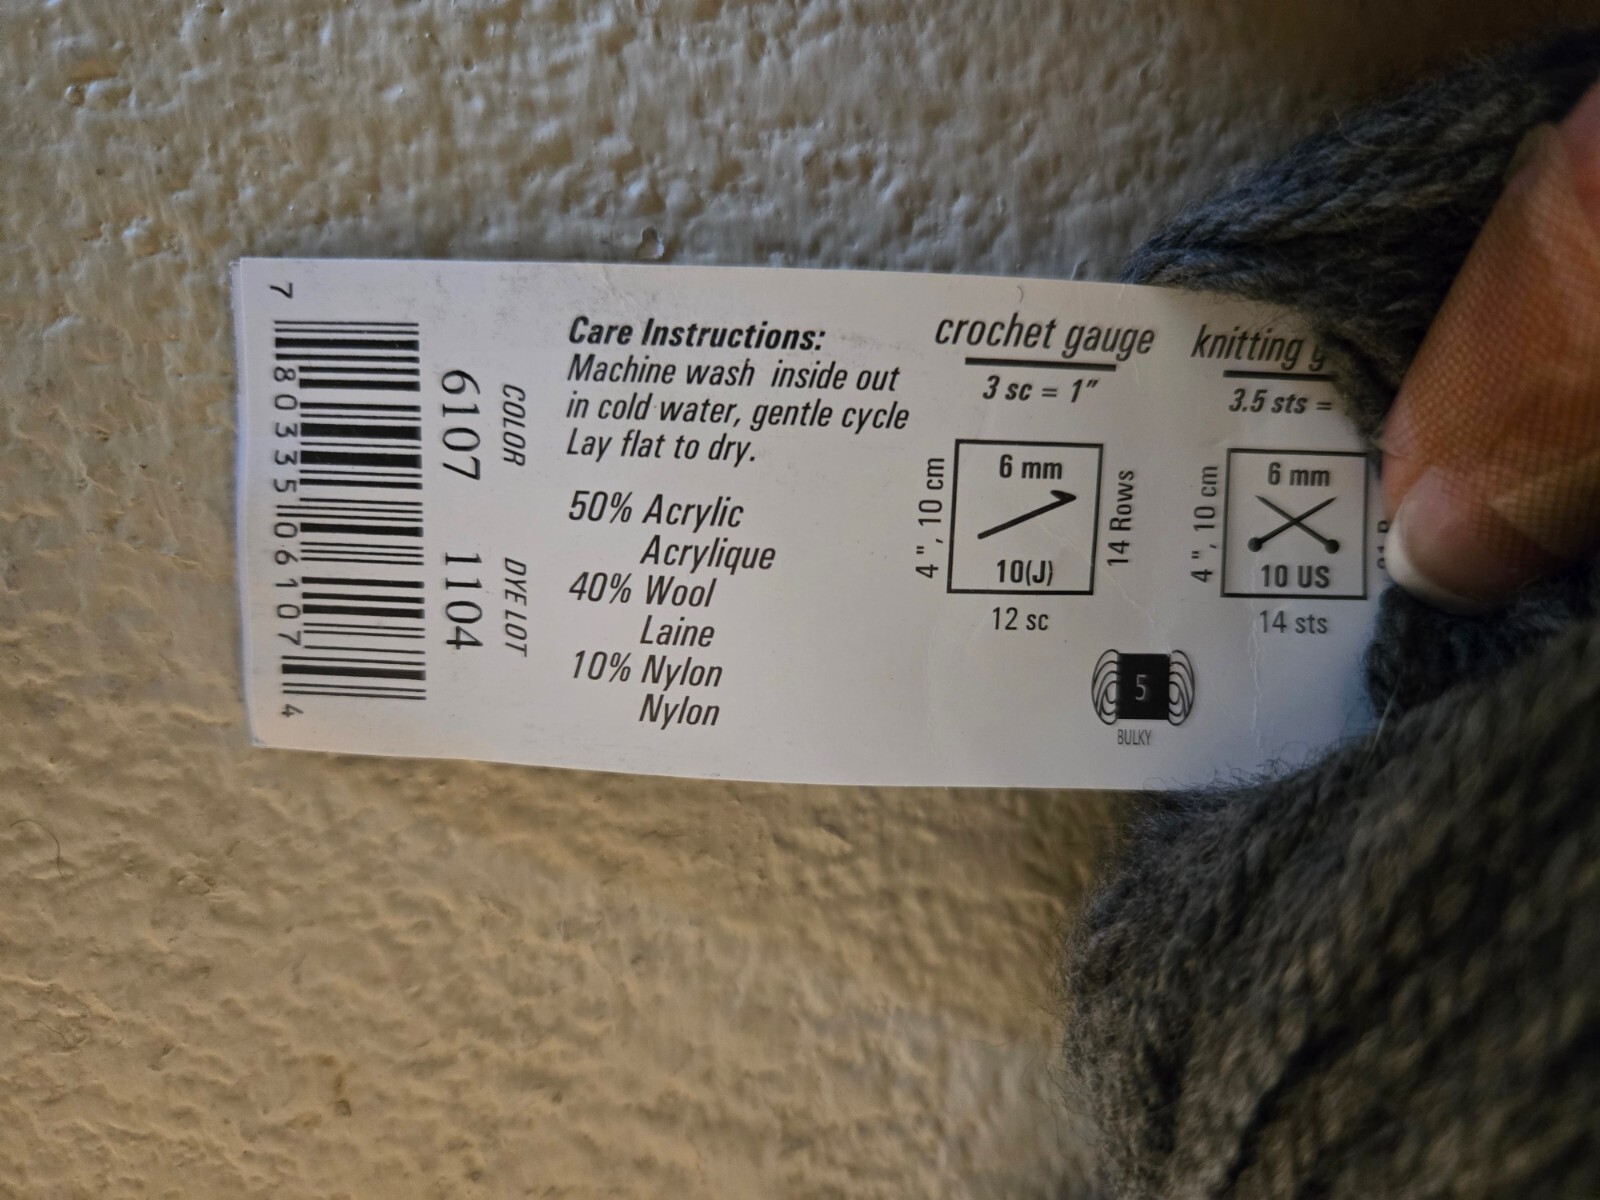 7 80335 06107 4
COLOR
6107
DYE LOT
1104
Care Instructions:
Machine wash inside out
in cold water, gentle cycle
Lay flat to dry.
50% Acrylic
Acrylique
40% Wool
Laine
10% Nylon
Nylon
crochet gauge
3 sc = 1"
4 ", 10 cm
6 mm
10(J)
14 Rows
12 sc
knitting
3.5 sts =
4 ", 10 cm
6 mm
10 US
14 sts
5
BULKY